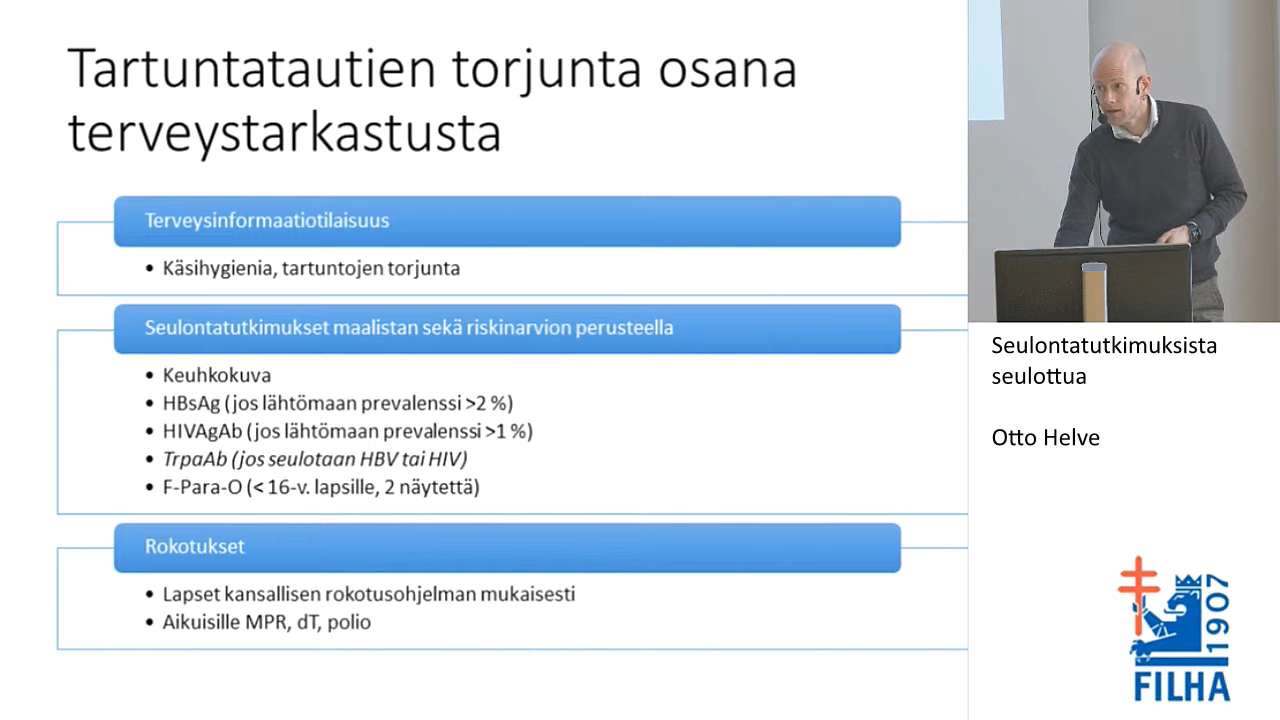 Tartuntatautien torjunta osana
terveystarkastusta
Terveysinformaatiotilaisuus
• Käsihygienia, tartuntojen torjunta
Seulontatutkimukset maalistan sekä riskinarvion perusteella
• Keuhkokuva
• HBsAg (jos lähtömaan prevalenssi >2 %)
• HIVAgAb (jos lähtömaan prevalenssi >1 %)
• TrpaAb (jos seulotaan HBV tai HIV)
• F-Para-O (< 16-v. lapsille, 2 näytettä)
Rokotukset
• Lapset kansallisen rokotusohjelman mukaisesti
• Aikuisille MPR, dT, polio
Seulontatutkimuksista
seulottua
Otto Helve
1907
FILHA